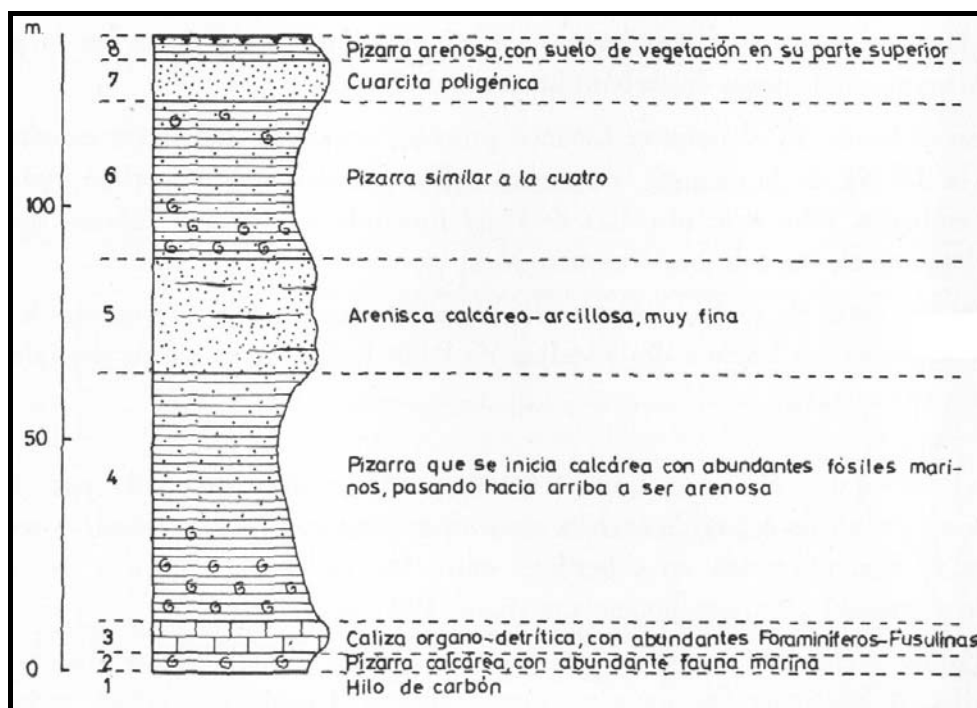 m.
8 Pizarra arenosa, con suelo de vegetación en su parte superior
7 Cuarcita poligénica
6 Pizarra similar a la cuatro
100
5 Arenisca calcáreo-arcillosa, muy fina
50
4 Pizarra que se inicia calcárea con abundantes fósiles mari-
nos, pasando hacia arriba a ser arenosa
3 Caliza organo-detrítica, con abundantes Foraminíferos-Fusulinas
0 2 Pizarra calcárea, con abundante fauna marina
1 Hilo de carbón